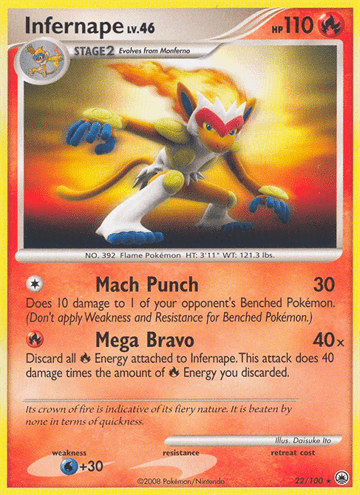 Infernape LV.46 HP 110
STAGE2 Evolves from Monferno
NO. 392 Flame Pokémon HT: 3'11" WT: 121.3 lbs.
Mach Punch 30
Does 10 damage to 1 of your opponent's Benched Pokémon.
(Don't apply Weakness and Resistance for Benched Pokémon.)
Mega Bravo 40x
Discard all Energy attached to Infernape. This attack does 40
damage times the amount of Energy you discarded.
Its crown of fire is indicative of its fiery nature. It is beaten by
none in terms of quickness.
Illus. Daisuke Ito
weakness resistance retreat cost
+30
©2008 Pokémon/Nintendo 22/100 ★